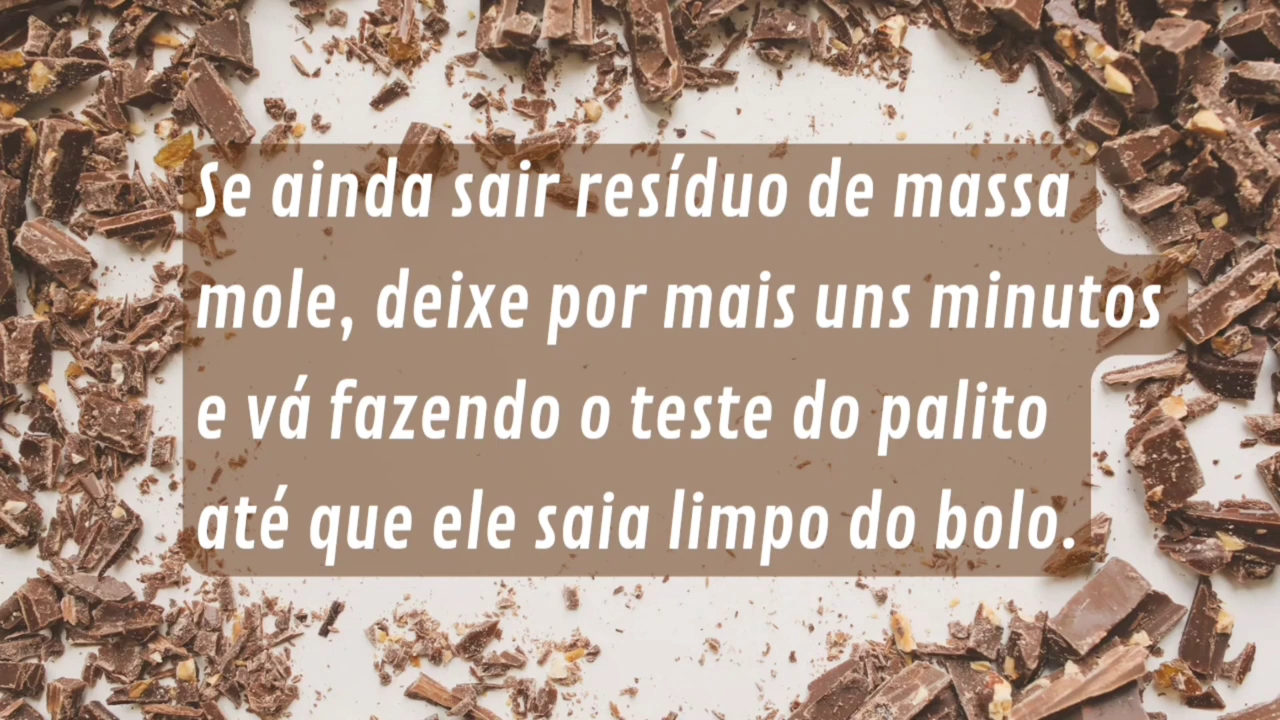 Se ainda sair resíduo de massa
mole, deixe por mais uns minutos
e vá fazendo o teste do palito
até que ele saia limpo do bolo.